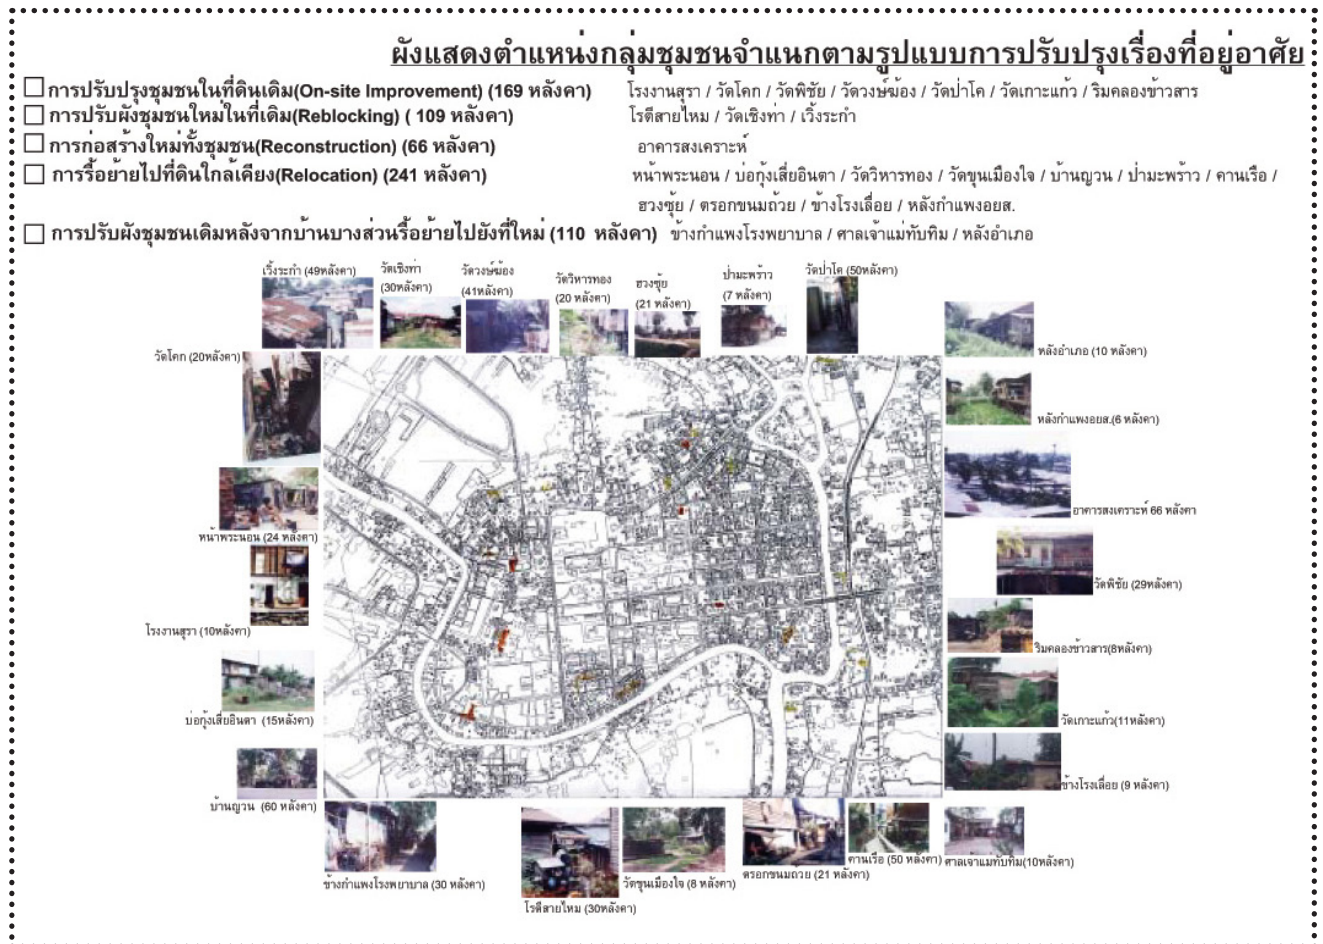 ผังแสดงตำแหน่งกลุ่มชุมชนจำแนกตามรูปแบบการปรับปรุงเรื่องที่อยู่อาศัย
การปรับปรุงชุมชนในที่ดินเดิม(On-site Improvement) (169 หลังคา) โรงงานสุรา / วัดโคก / วัดพิชัย / วัดวงษ์ฆ้อง / วัดป่าโค / วัดเกาะแก้ว / ริมคลองข้าวสาร
การปรับผังชุมชนใหม่ในที่เดิม(Reblocking) ( 109 หลังคา) โรตีสายไหม / วัดเชิงท่า / เวิ้งระกำ
การก่อสร้างใหม่ทั้งชุมชน(Reconstruction) (66 หลังคา) อาคารสงเคราะห์
การรื้อย้ายไปที่ดินใกล้เคียง(Relocation) (241 หลังคา) หน้าพระนอน / บ่อกุ้งเสี่ยอินตา / วัดวิหารทอง / วัดขุนเมืองใจ / บ้านญวน / ป่ามะพร้าว / คานเรือ /
ฮวงซุ้ย / ตรอกขนมถ้วย / ข้างโรงเลื่อย / หลังกำแพงอยส.
การปรับผังชุมชนเดิมหลังจากบ้านบางส่วนรื้อย้ายไปยังที่ใหม่ (110 หลังคา) ข้างกำแพงโรงพยาบาล / ศาลเจ้าแม่ทับทิม / หลังอำเภอ
เวิ้งระกำ (49หลังคา)
วัดเชิงท่า
(30หลังคา)
วัดวงษ์ฆ้อง
(41หลังคา)
วัดวิหารทอง
(20 หลังคา)
ฮวงซุ้ย
(21 หลังคา)
ป่ามะพร้าว
(7 หลังคา)
วัดป่าโค (50หลังคา)
วัดโคก (20หลังคา)
หลังอำเภอ (10 หลังคา)
หลังกำแพงอยส.(6 หลังคา)
อาคารสงเคราะห์ 66 หลังคา
หน้าพระนอน (24 หลังคา)
วัดพิชัย (29หลังคา)
โรงงานสุรา (10หลังคา)
ริมคลองข้าวสาร(8หลังคา)
บ่อกุ้งเสี่ยอินตา (15หลังคา)
วัดเกาะแก้ว(11หลังคา)
ข้างโรงเลื่อย (9 หลังคา)
บ้านญวน (60 หลังคา)
ข้างกำแพงโรงพยาบาล (30 หลังคา)
โรตีสายไหม (30หลังคา)
วัดขุนเมืองใจ (8 หลังคา)
ตรอกขนมถ้วย (21 หลังคา)
คานเรือ (50 หลังคา)
ศาลเจ้าแม่ทับทิม(10หลังคา)